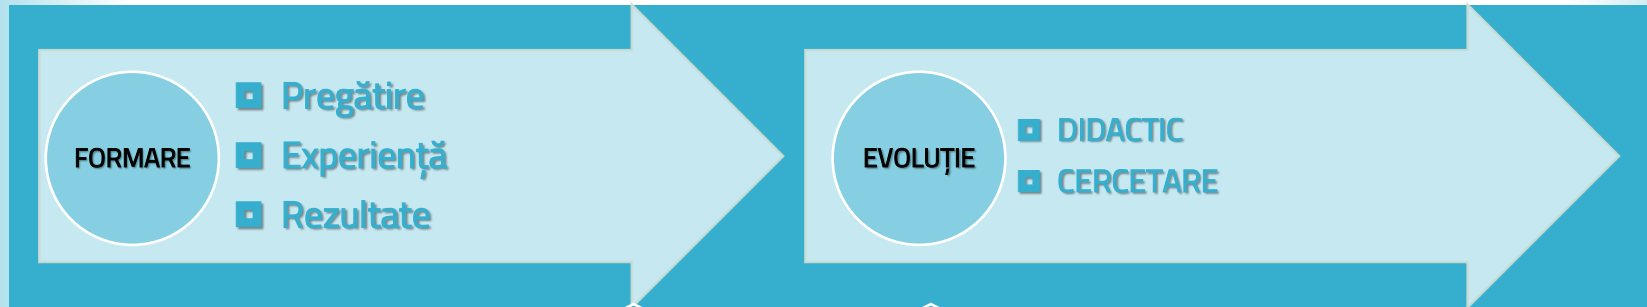 FORMARE
Pregătire
Experiență
Rezultate
EVOLUȚIE
DIDACTIC
CERCETARE